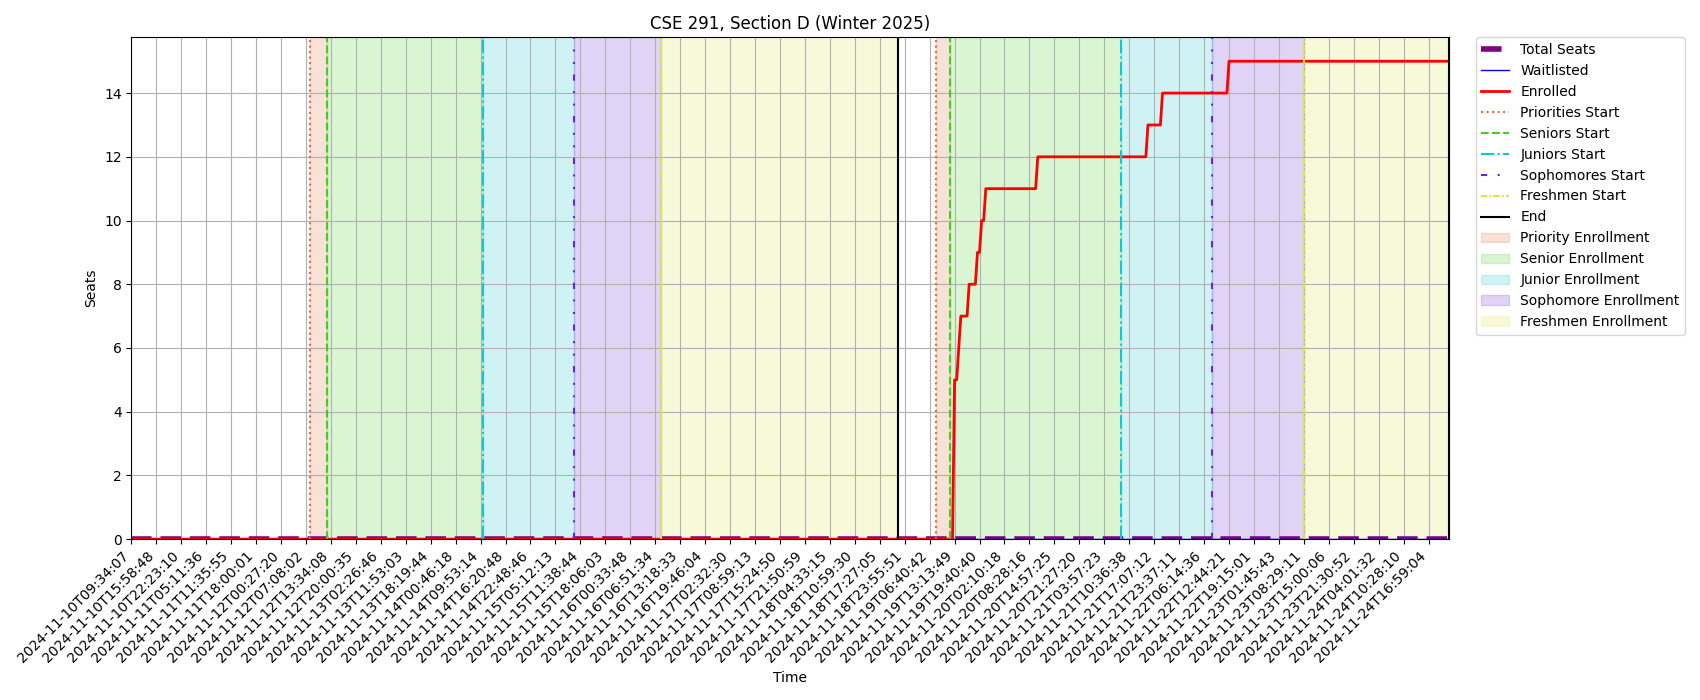 CSE 291, Section D (Winter 2025)
Seats
14
12
10
8
6
4
2
0
2024-11-10T09:34:07
2024-11-10T15:58:48
2024-11-10T22:23:10
2024-11-11T05:11:36
2024-11-11T11:35:55
2024-11-11T18:00:01
2024-11-12T00:27:20
2024-11-12T07:08:02
2024-11-12T13:34:08
2024-11-12T20:00:35
2024-11-13T02:26:46
2024-11-13T11:53:03
2024-11-13T18:19:44
2024-11-14T00:46:18
2024-11-14T09:53:14
2024-11-14T16:20:48
2024-11-14T22:48:46
2024-11-15T05:12:13
2024-11-15T11:38:44
2024-11-15T18:06:03
2024-11-16T00:33:48
2024-11-16T06:51:34
2024-11-16T13:18:33
2024-11-16T19:46:04
2024-11-17T02:32:30
2024-11-17T08:59:13
2024-11-17T15:24:50
2024-11-17T21:50:59
2024-11-18T04:33:15
2024-11-18T10:59:30
2024-11-18T17:27:05
2024-11-18T23:55:51
2024-11-19T06:40:42
2024-11-19T13:13:49
2024-11-19T19:40:40
2024-11-20T02:10:18
2024-11-20T08:28:16
2024-11-20T14:57:25
2024-11-20T21:27:20
2024-11-21T03:57:23
2024-11-21T10:36:38
2024-11-21T17:07:12
2024-11-21T23:37:11
2024-11-22T06:14:36
2024-11-22T12:44:21
2024-11-22T19:15:01
2024-11-23T01:45:43
2024-11-23T08:29:11
2024-11-23T15:00:06
2024-11-23T21:30:52
2024-11-24T04:01:32
2024-11-24T10:28:10
2024-11-24T16:59:04
Time
Total Seats
Waitlisted
Enrolled
Priorities Start
Seniors Start
Juniors Start
Sophomores Start
Freshmen Start
End
Priority Enrollment
Senior Enrollment
Junior Enrollment
Sophomore Enrollment
Freshmen Enrollment